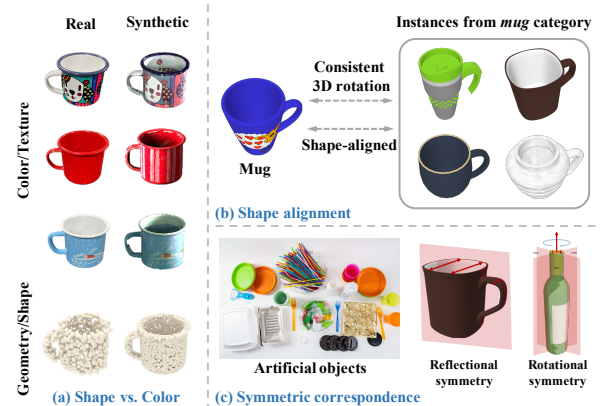 Real
Synthetic
Color/Texture
Geometry/Shape
(a) Shape vs. Color
Instances from mug category
Consistent
3D rotation
Shape-aligned
Mug
(b) Shape alignment
Artificial objects
Reflectional
symmetry
Rotational
symmetry
(c) Symmetric correspondence